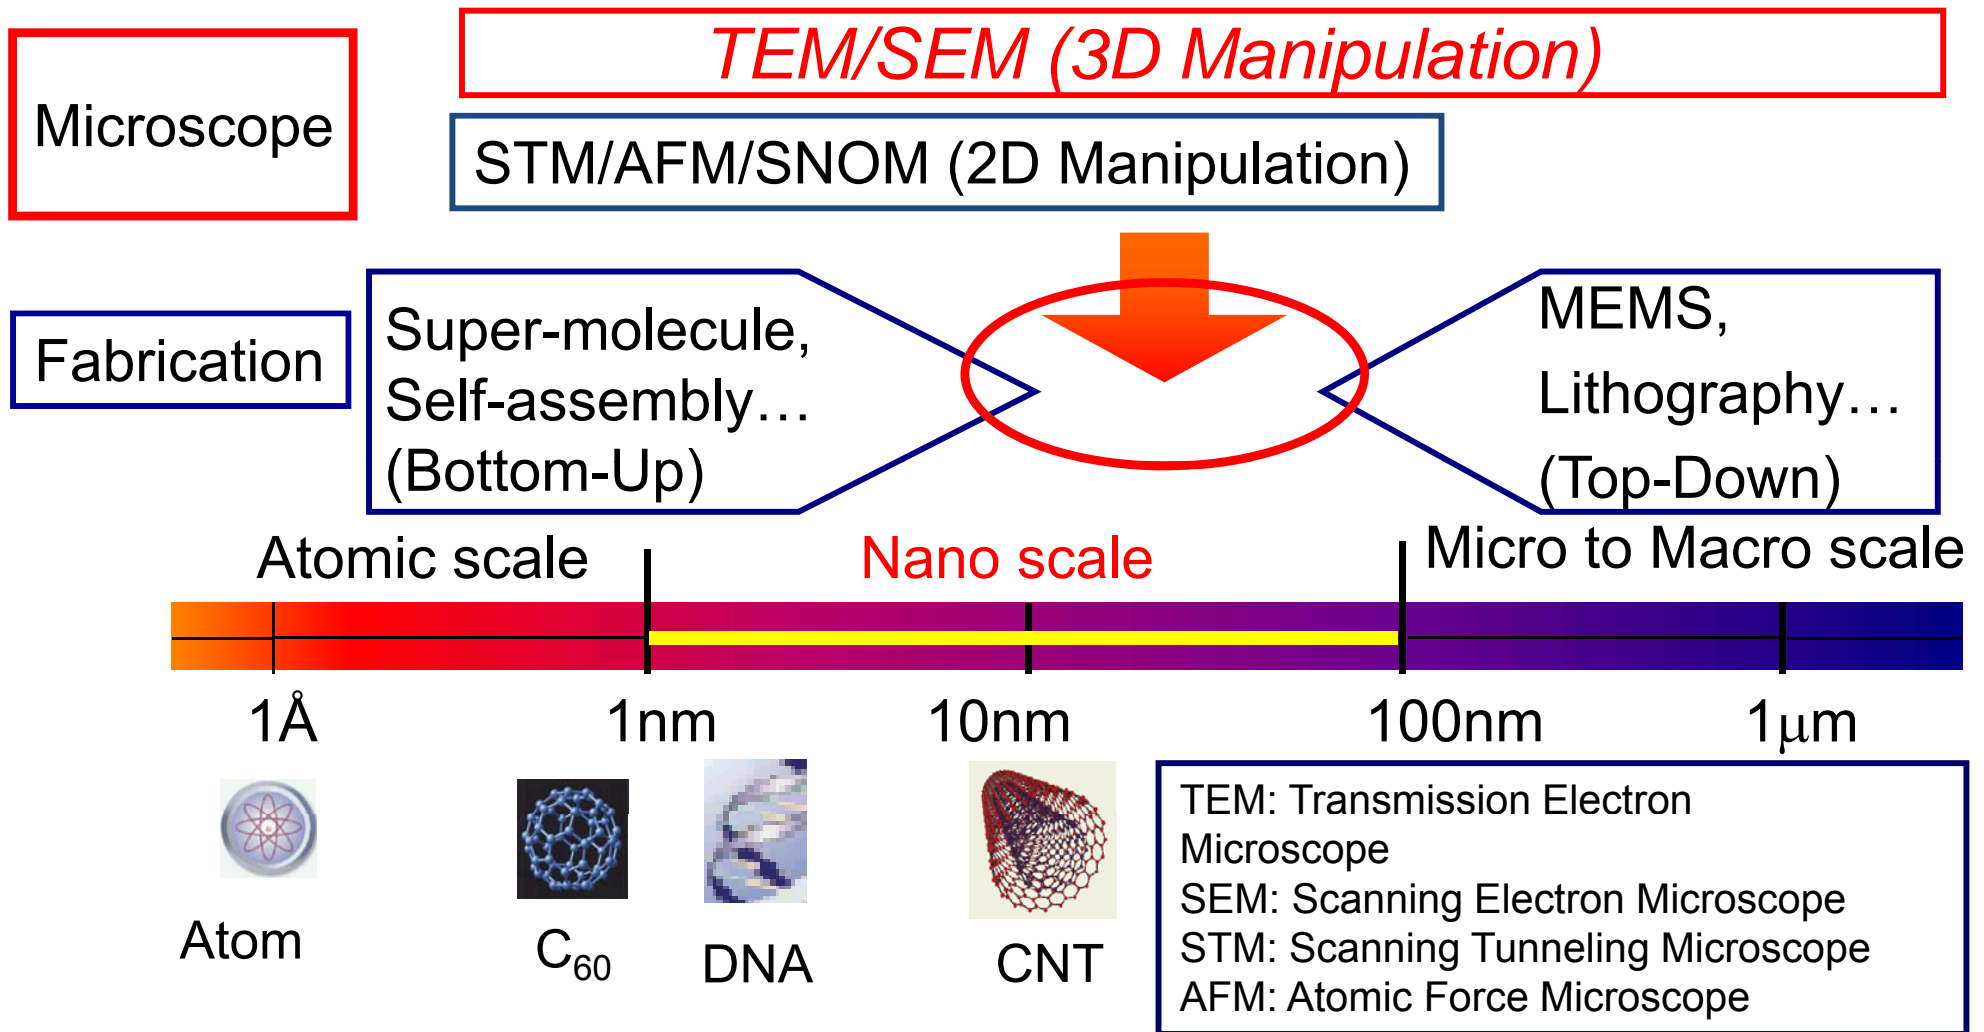 TEM/SEM (3D Manipulation)
Microscope
STM/AFM/SNOM (2D Manipulation)
Fabrication
Super-molecule,
Self-assembly…
(Bottom-Up)
MEMS,
Lithography…
(Top-Down)
Atomic scale
Nano scale
Micro to Macro scale
1Å
1nm
10nm
100nm
1μm
Atom
C₆₀
DNA
CNT
TEM: Transmission Electron
Microscope
SEM: Scanning Electron Microscope
STM: Scanning Tunneling Microscope
AFM: Atomic Force Microscope